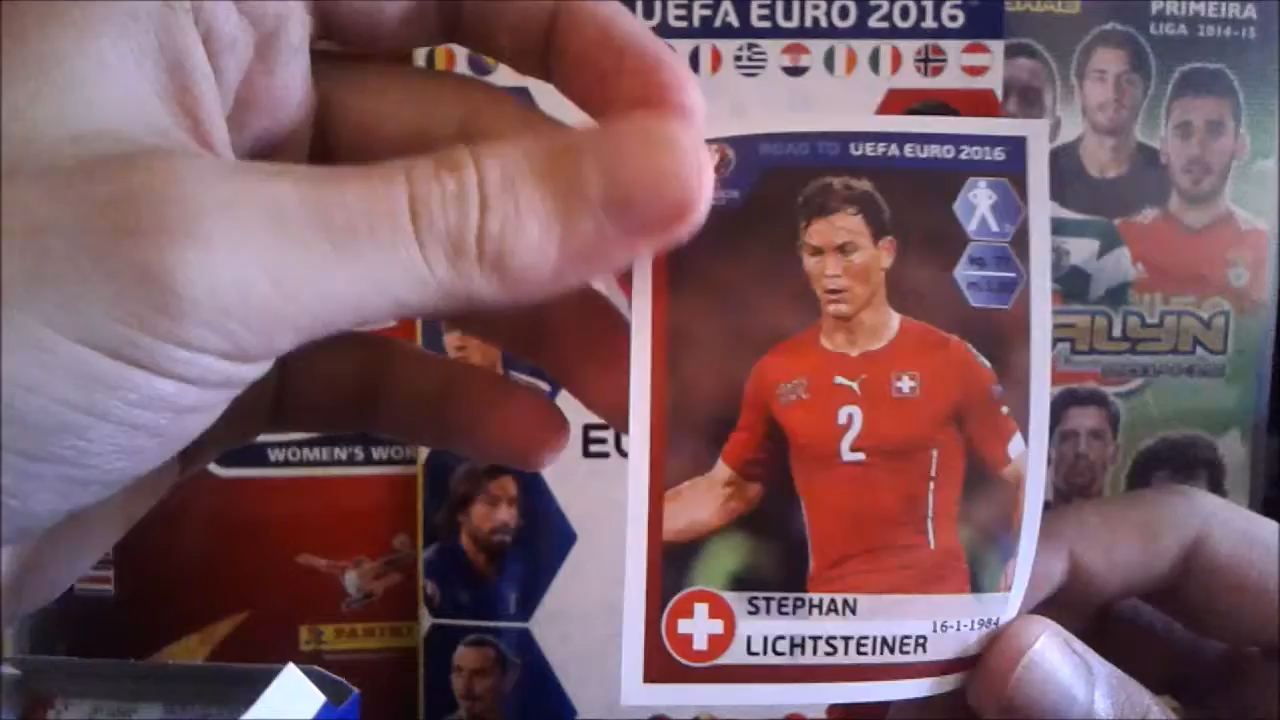 UEFA EURO 2016
PRIMEIRA
LIGA 2014-15
ROAD TO UEFA EURO 2016
2
WOMEN'S WOR
EU
PANINI
STEPHAN
LICHTSTEINER
16-1-1984